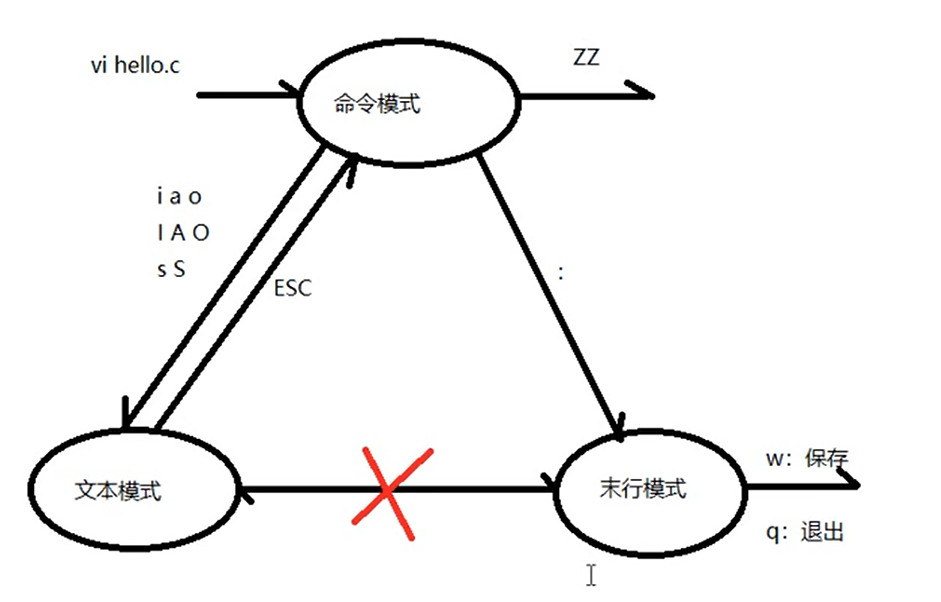 vi hello.c
ZZ
命令模式
i a o
I A O
s S
ESC
:
文本模式
末行模式
w: 保存
q: 退出